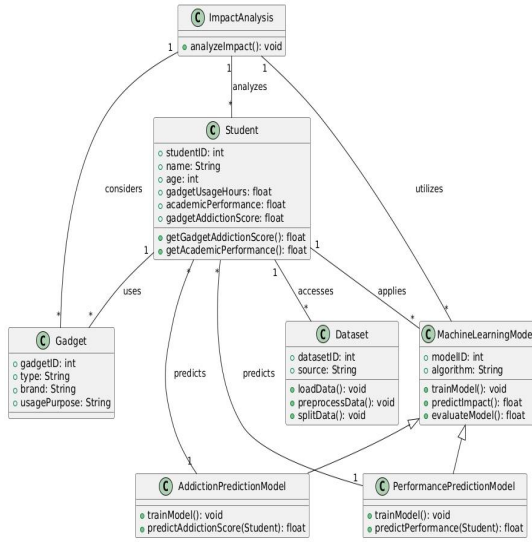 C ImpactAnalysis
analyzeImpact(): void
1
1
1
analyzes
*
C Student
studentID: int
name: String
age: int
gadgetUsageHours: float
academicPerformance: float
gadgetAddictionScore: float
getGadgetAddictionScore(): float
getAcademicPerformance(): float
considers
utilizes
1
*
*
1
1
uses
accesses
applies
*
*
*
*
*
C Gadget
gadgetID: int
type: String
brand: String
usagePurpose: String
C Dataset
datasetID: int
source: String
loadData(): void
preprocessData(): void
splitData(): void
C MachineLearningModel
modelID: int
algorithm: String
trainModel(): void
predictImpact(): float
evaluateModel(): float
predicts
predicts
1
1
C AddictionPredictionModel
trainModel(): void
predictAddictionScore(Student): float
C PerformancePredictionModel
trainModel(): void
predictPerformance(Student): float